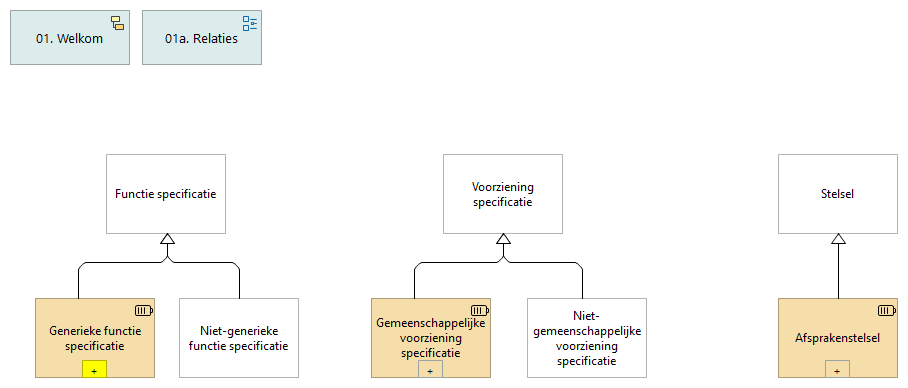 01. Welkom
01a. Relaties
Functie specificatie
Voorziening
specificatie
Stelsel
Generieke functie
specificatie
+
Niet-generieke
functie specificatie
Gemeenschappelijke
voorziening
specificatie
+
Niet-
gemeenschappelijke
voorziening
specificatie
Afsprakenstelsel
+